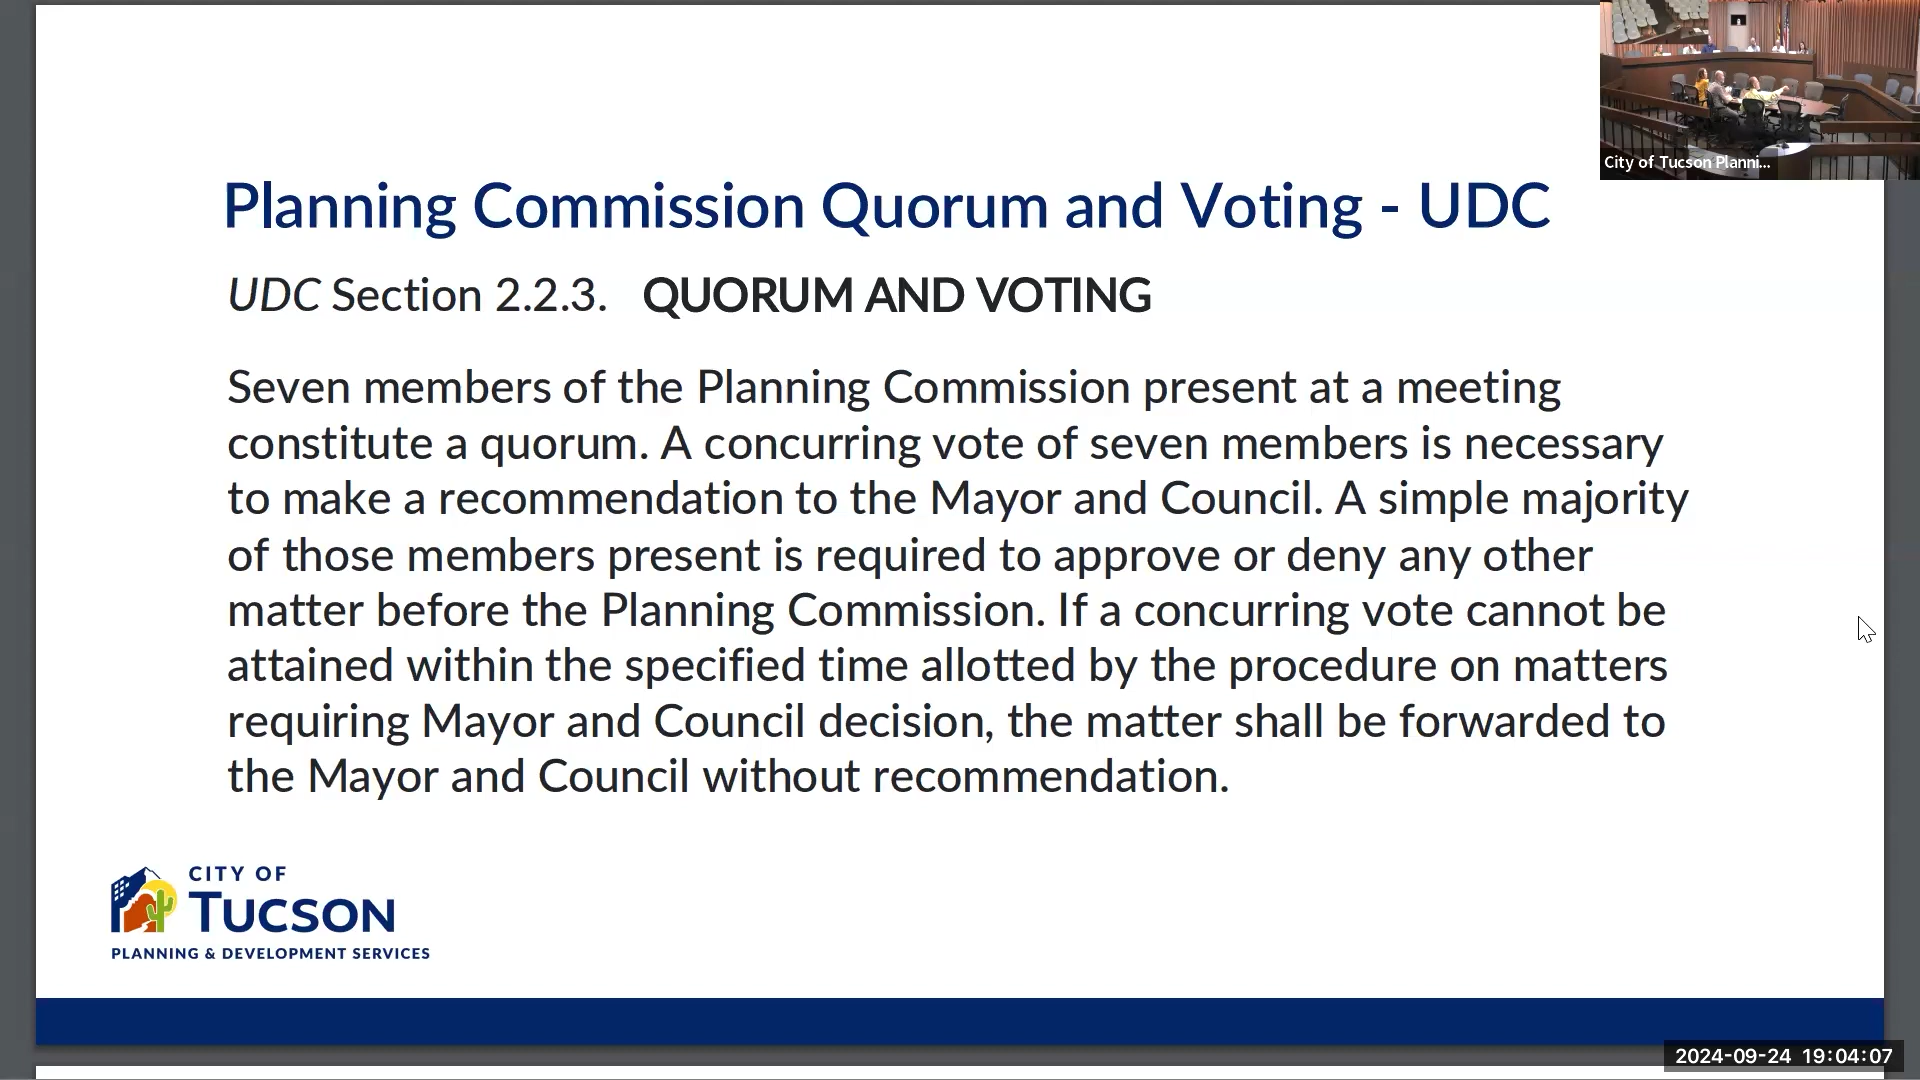 City of Tucson Planni...
Planning Commission Quorum and Voting - UDC
UDC Section 2.2.3. QUORUM AND VOTING
Seven members of the Planning Commission present at a meeting
constitute a quorum. A concurring vote of seven members is necessary
to make a recommendation to the Mayor and Council. A simple majority
of those members present is required to approve or deny any other
matter before the Planning Commission. If a concurring vote cannot be
attained within the specified time allotted by the procedure on matters
requiring Mayor and Council decision, the matter shall be forwarded to
the Mayor and Council without recommendation.
CITY OF
TUCSON
PLANNING & DEVELOPMENT SERVICES
2024-09-24 19:04:07